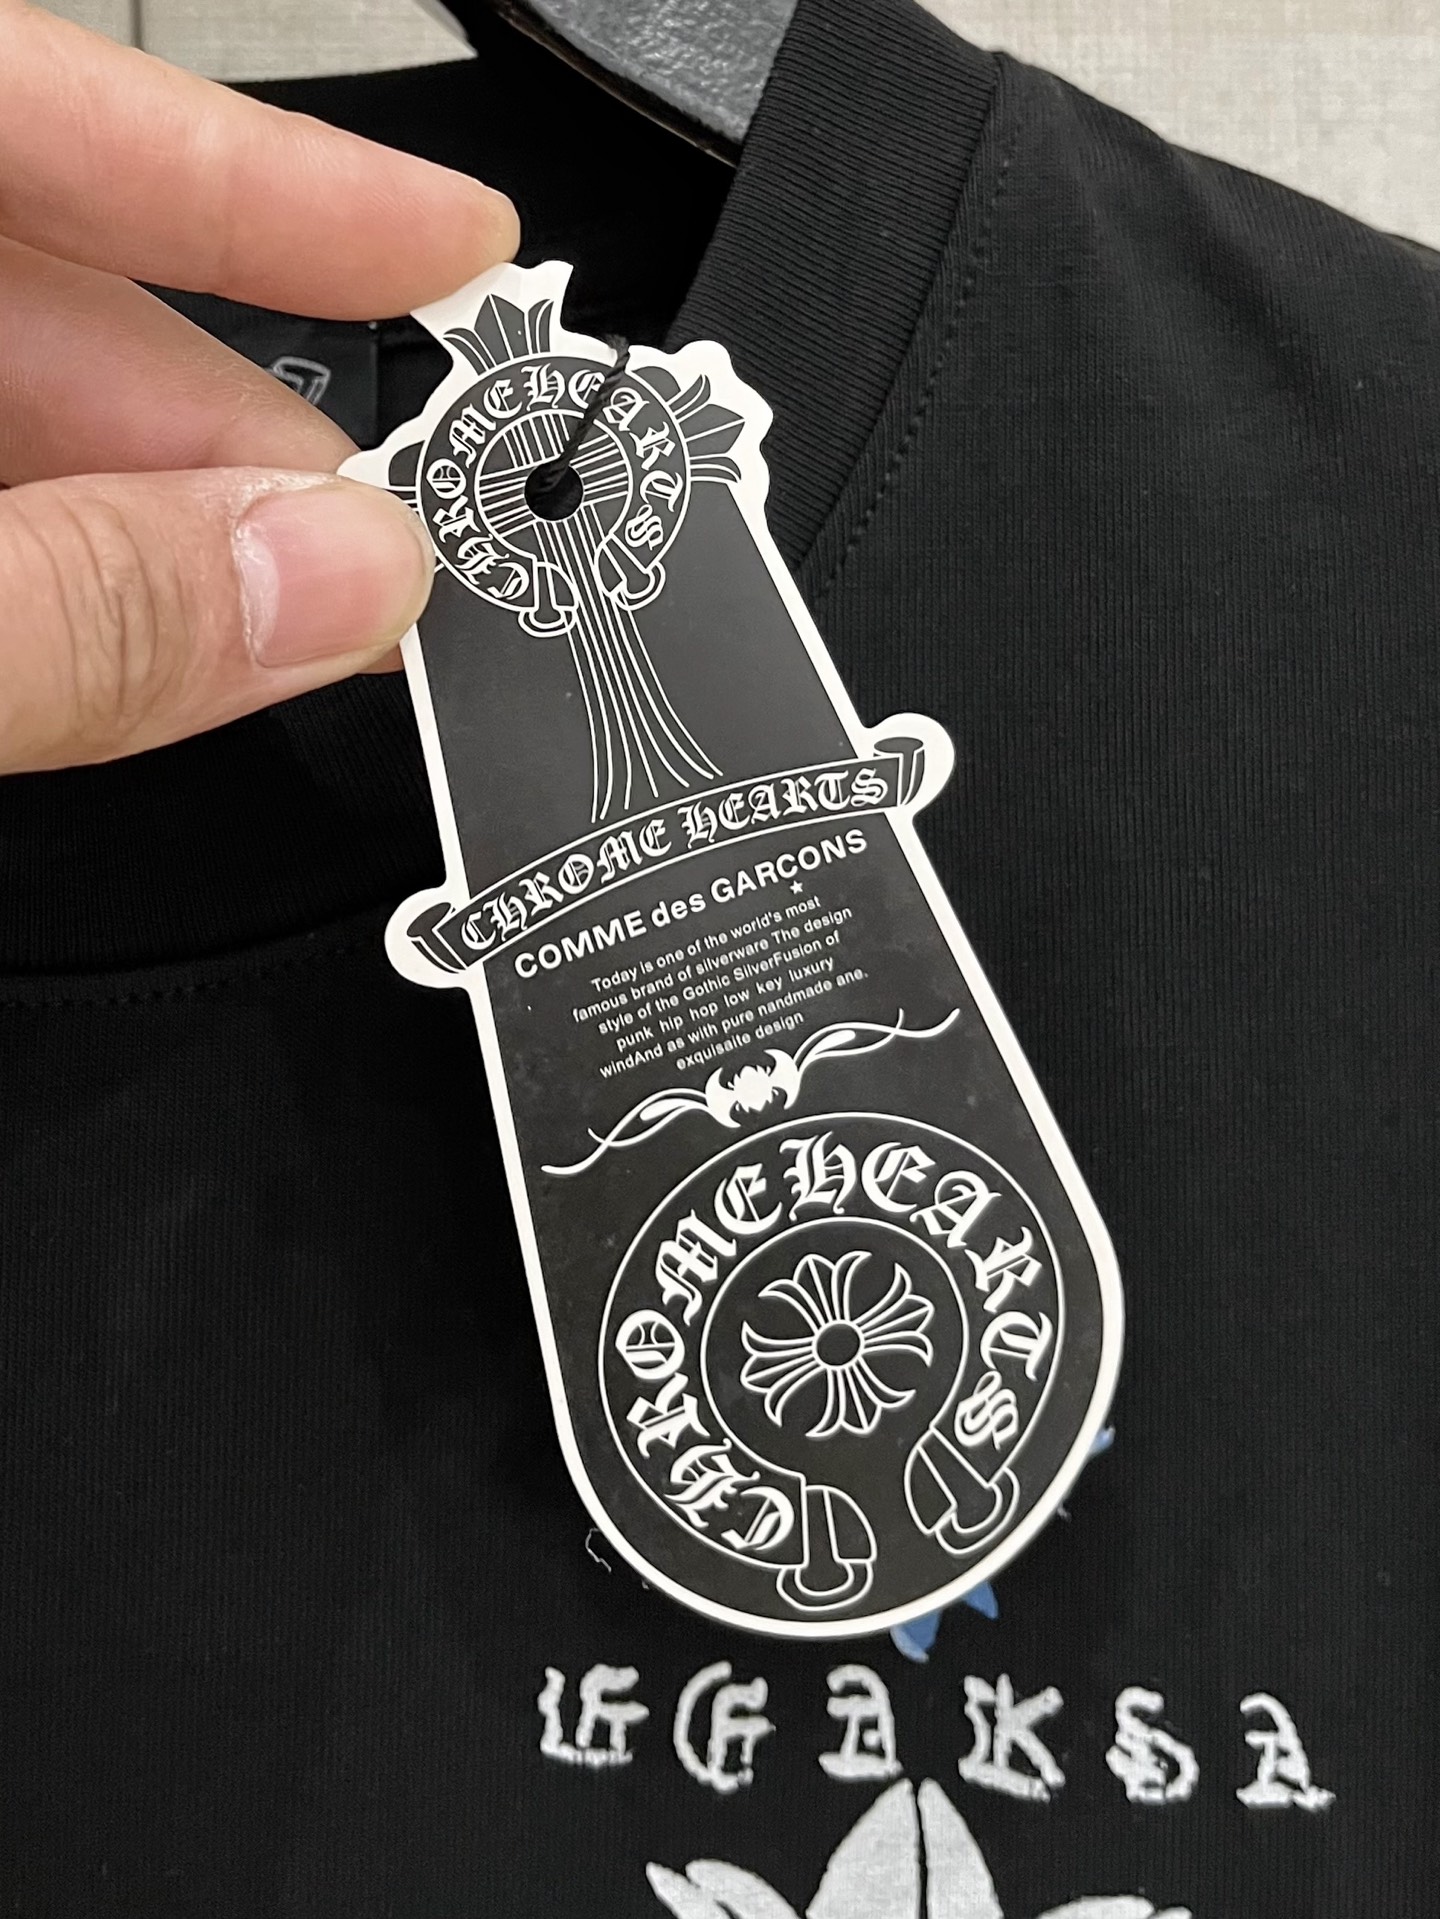 CHROME HEARTS
CHROME HEARTS
COMME des GARCONS
Today is one of the world's most
famous brand of silverware The design
style of the Gothic SilverFusion of
punk hip hop low key luxury
windAnd as with pure nandmade ane.
exquisaite design
CHROME HEARTS